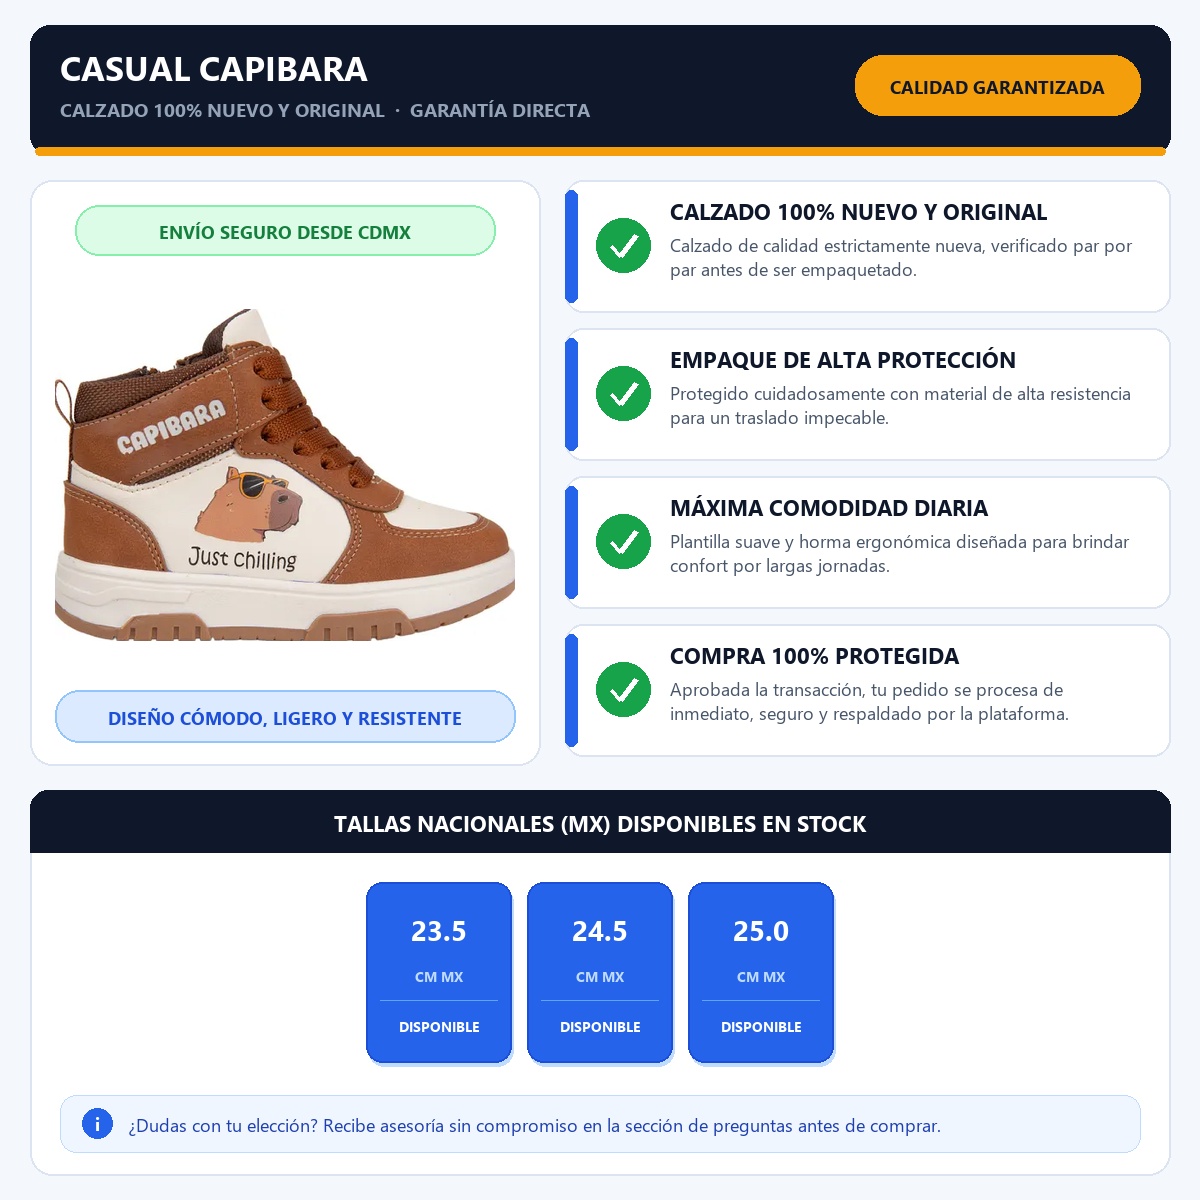 CASUAL CAPIBARA
CALZADO 100% NUEVO Y ORIGINAL · GARANTÍA DIRECTA
CALIDAD GARANTIZADA
ENVÍO SEGURO DESDE CDMX
CAPIBARA
Just Chilling
DISEÑO CÓMODO, LIGERO Y RESISTENTE
CALZADO 100% NUEVO Y ORIGINAL
Calzado de calidad estrictamente nueva, verificado par por
par antes de ser empaquetado.
EMPAQUE DE ALTA PROTECCIÓN
Protegido cuidadosamente con material de alta resistencia
para un traslado impecable.
MÁXIMA COMODIDAD DIARIA
Plantilla suave y horma ergonómica diseñada para brindar
confort por largas jornadas.
COMPRA 100% PROTEGIDA
Aprobada la transacción, tu pedido se procesa de
inmediato, seguro y respaldado por la plataforma.
TALLAS NACIONALES (MX) DISPONIBLES EN STOCK
23.5
CM MX
DISPONIBLE
24.5
CM MX
DISPONIBLE
25.0
CM MX
DISPONIBLE
i
¿Dudas con tu elección? Recibe asesoría sin compromiso en la sección de preguntas antes de comprar.